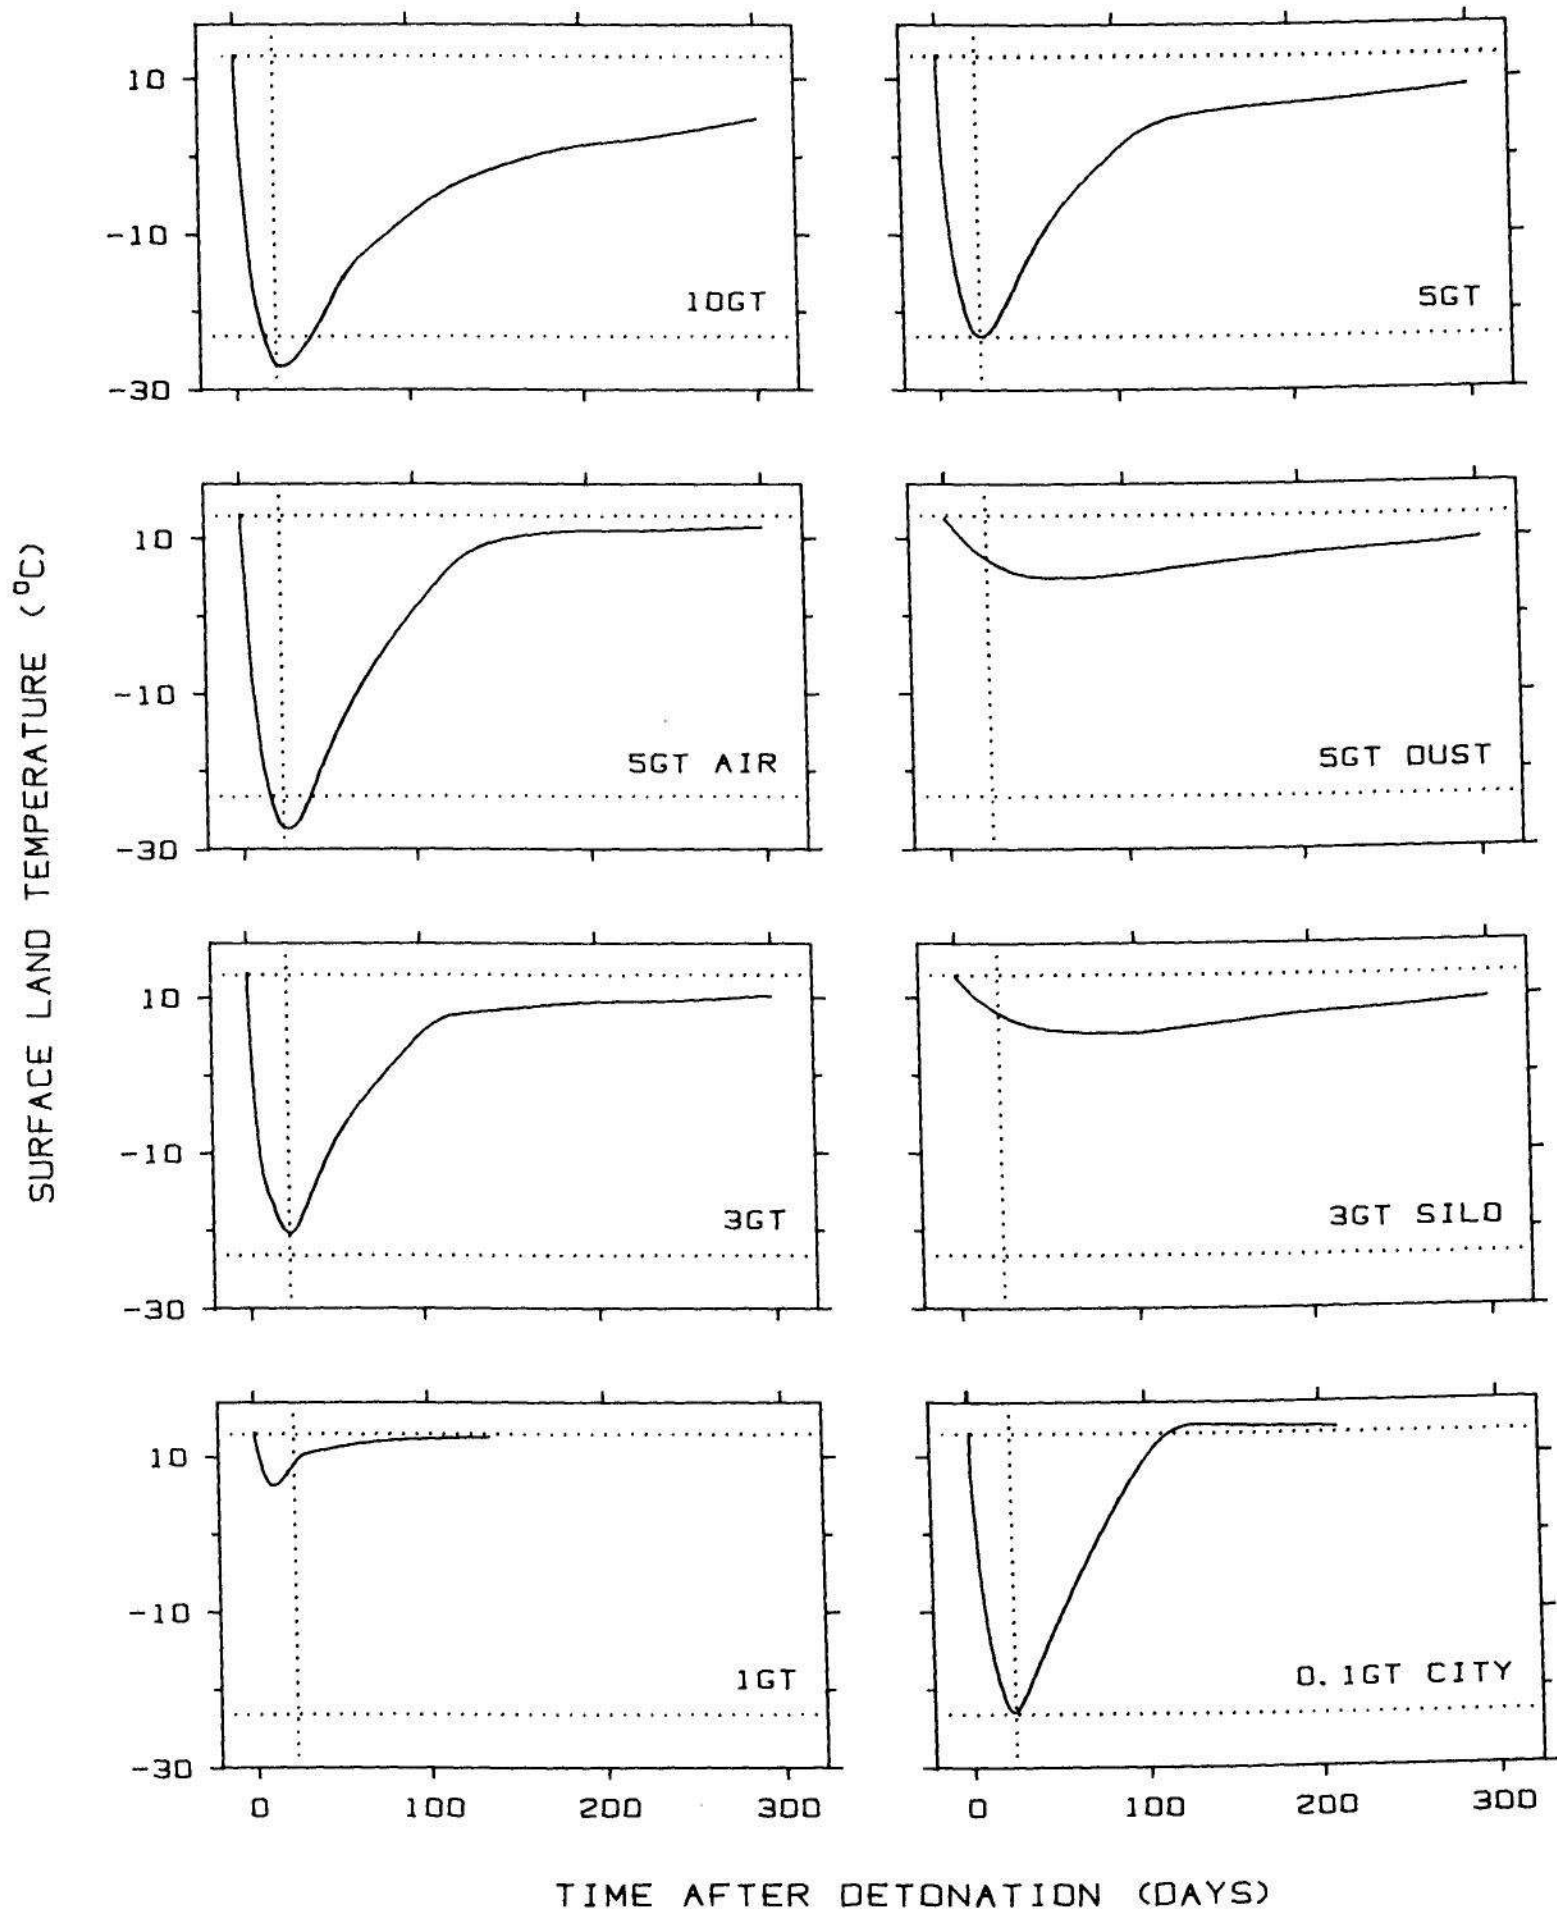 SURFACE LAND TEMPERATURE (°C)
10
-10
-30
10GT
5GT
10
-10
-30
5GT AIR
5GT DUST
10
-10
-30
3GT
3GT SILO
10
-10
-30
1GT
0.1GT CITY
0 100 200 300
0 100 200 300
TIME AFTER DETONATION (DAYS)